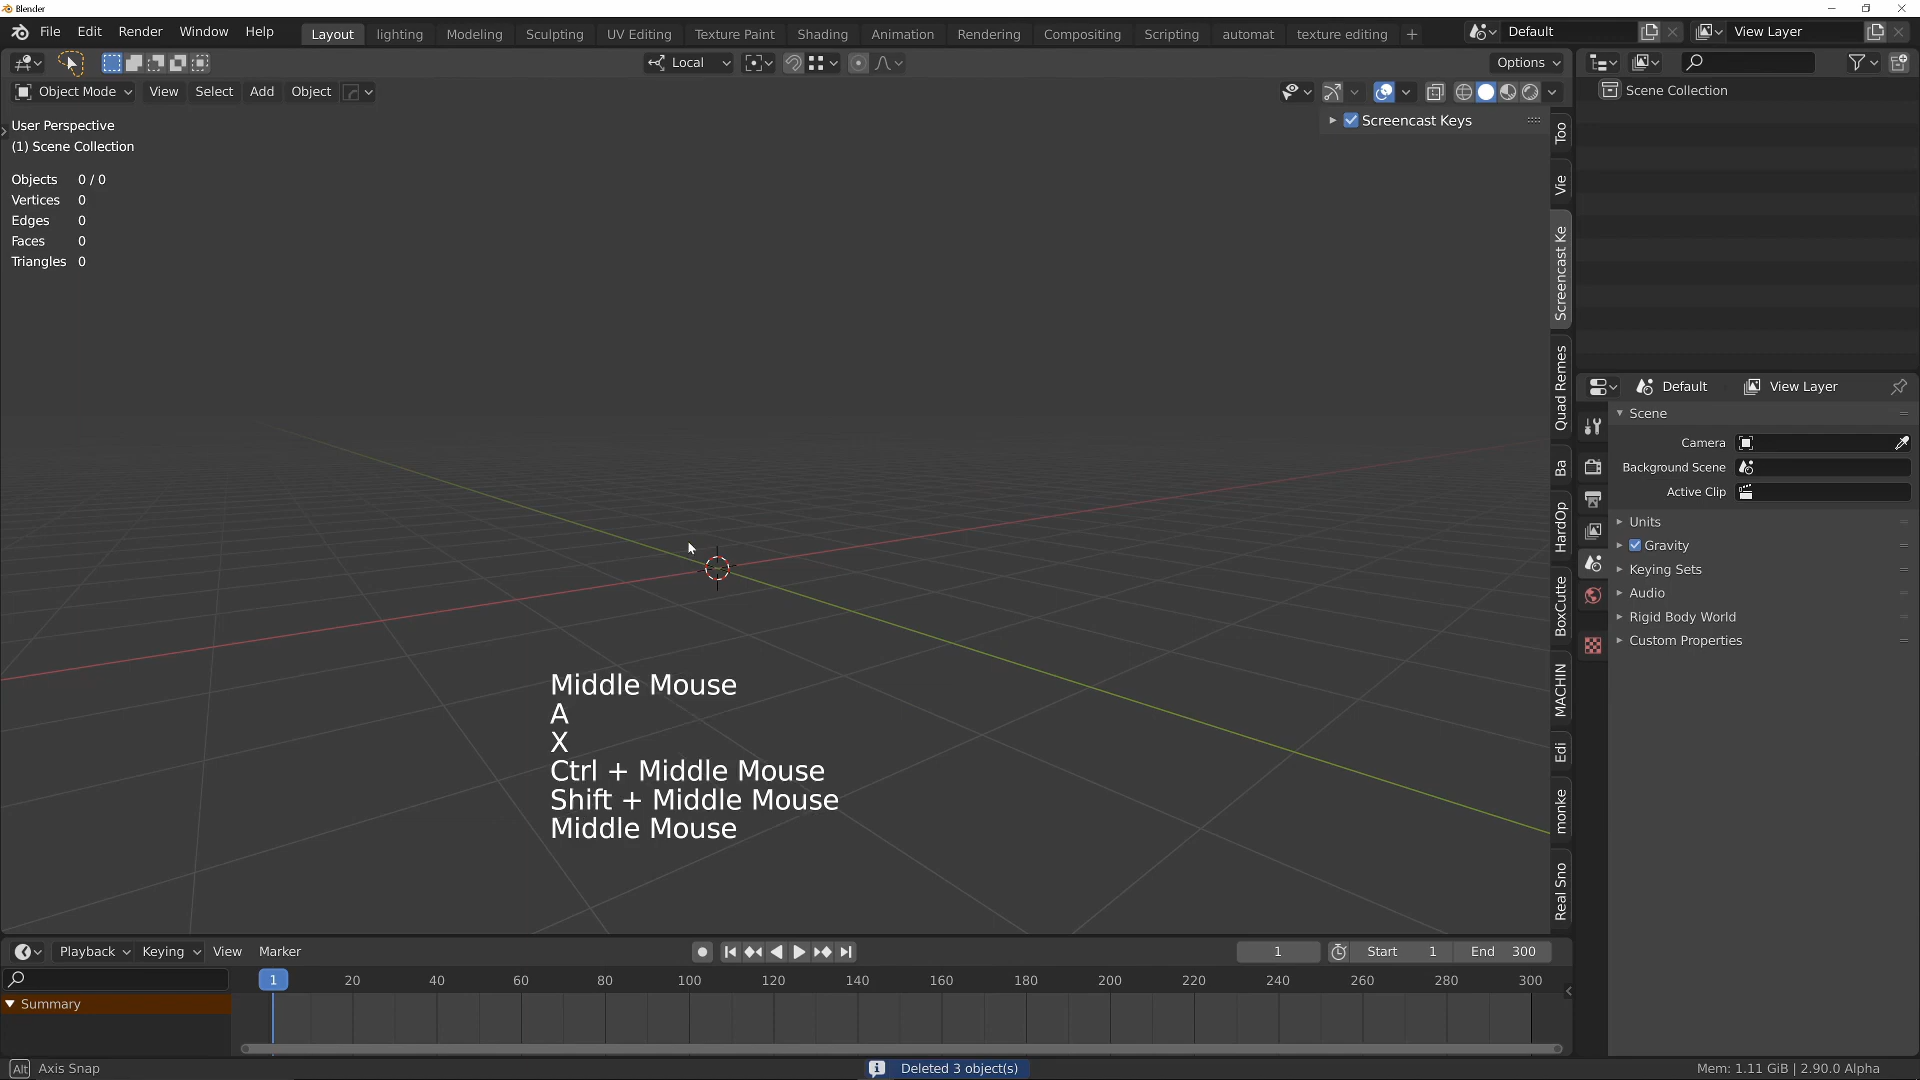 Blender
File Edit Render Window Help Layout lighting Modeling Sculpting UV Editing Texture Paint Shading Animation Rendering Compositing Scripting automat texture editing + Default View Layer
Local Options
Object Mode View Select Add Object
Scene Collection
User Perspective
(1) Scene Collection
Screencast Keys
Objects 0 / 0
Vertices 0
Edges 0
Faces 0
Triangles 0
Too
Vie
Screencast Ke
Quad Remes
Ba
HardOp
BoxCutte
MACHIN
Edi
monke
Real Sno
Default View Layer
Scene
Camera
Background Scene
Active Clip
Units
Gravity
Keying Sets
Audio
Rigid Body World
Custom Properties
Middle Mouse
A
X
Ctrl + Middle Mouse
Shift + Middle Mouse
Middle Mouse
Playback Keying View Marker 1 Start 1 End 300
1 20 40 60 80 100 120 140 160 180 200 220 240 260 280 300
Summary
Alt Axis Snap Deleted 3 object(s) Mem: 1.11 GiB | 2.90.0 Alpha